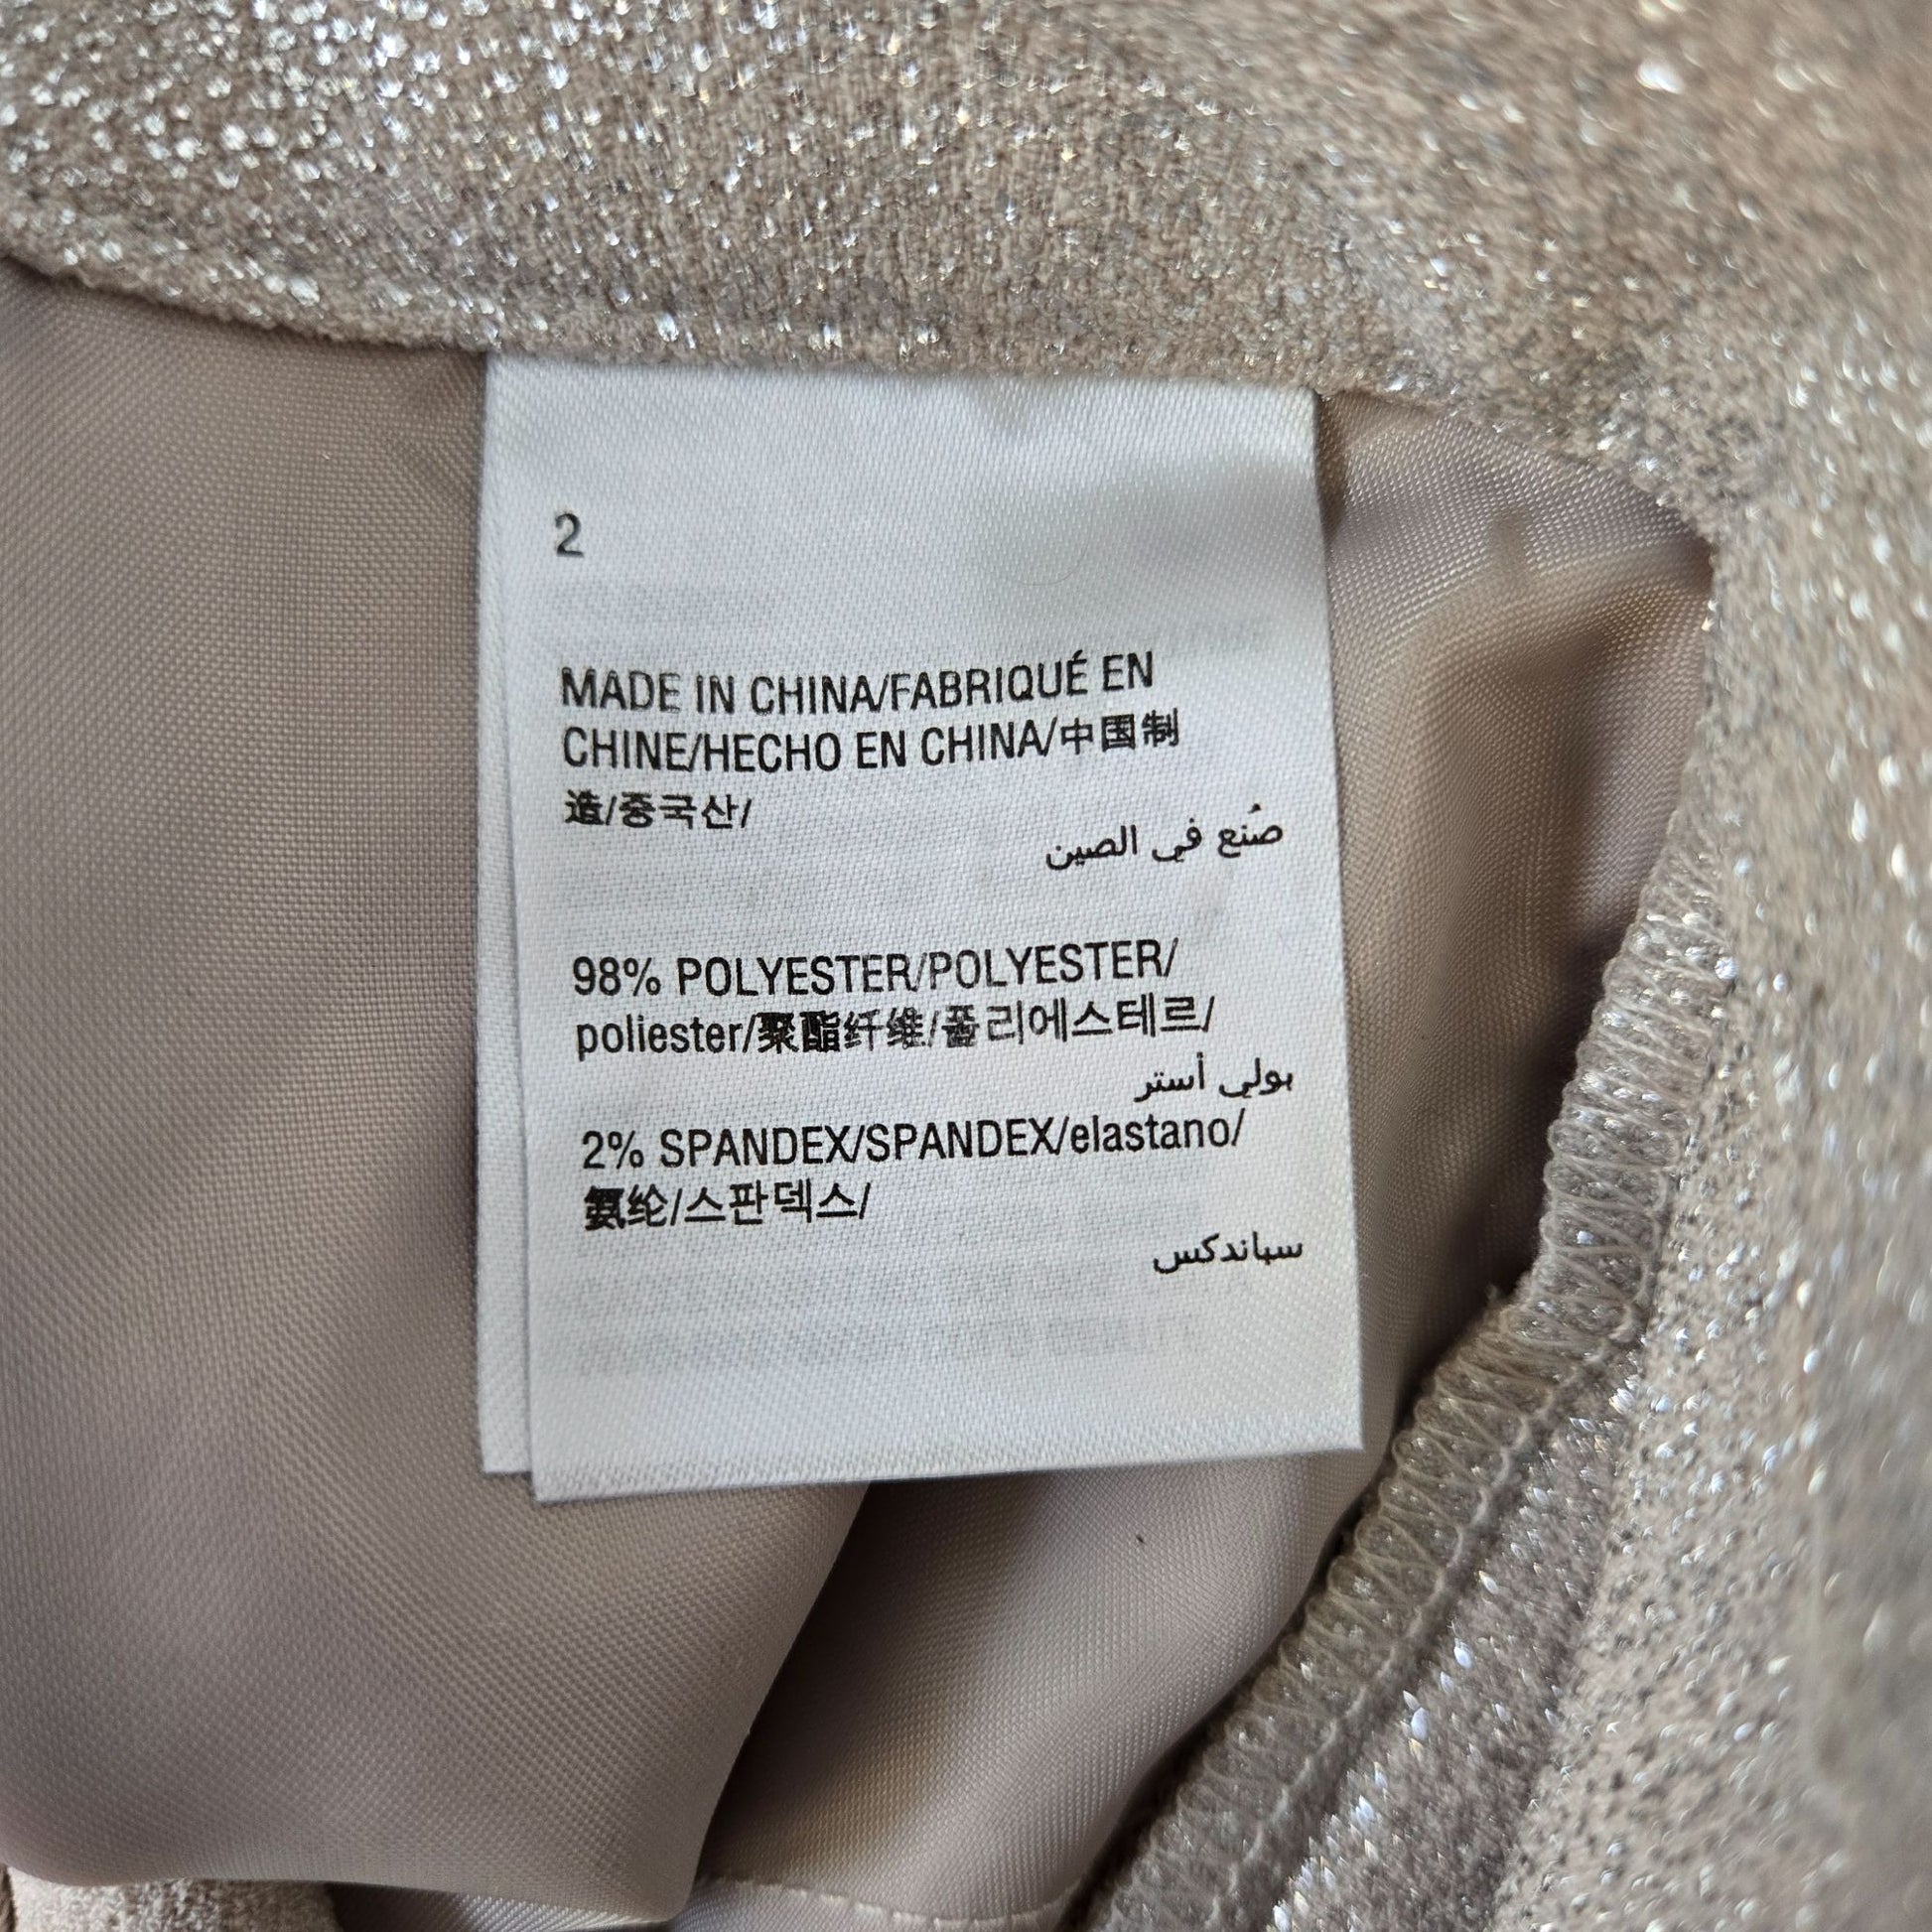 2
MADE IN CHINA/FABRIQUÉ EN
CHINE/HECHO EN CHINA/中国制
造/중국산/
صُنع في الصين
98% POLYESTER/POLYESTER/
poliester/聚酯纤维/폴리에스테르/
بولي أستر
2% SPANDEX/SPANDEX/elastano/
氨纶/스판덱스/
سباندكس